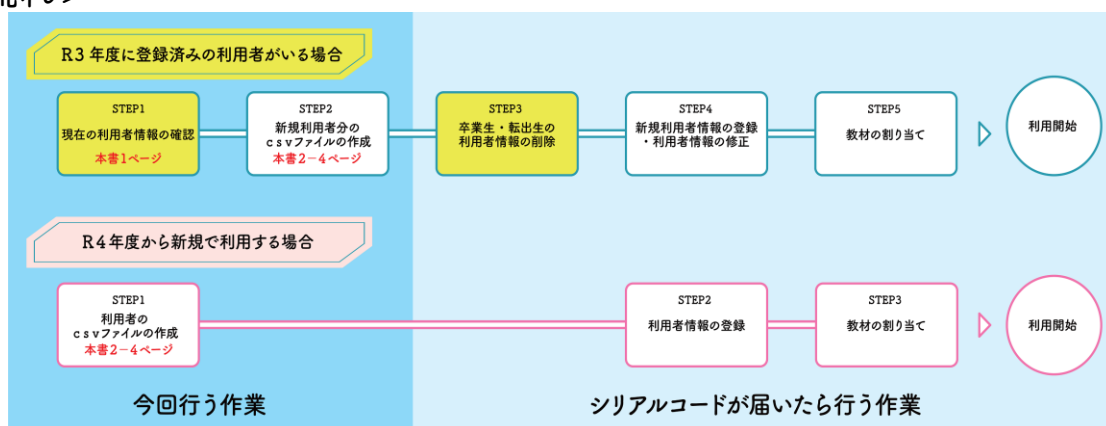 R3年度に登録済みの利用者がいる場合
STEP1
現在の利用者情報の確認
本書1ページ
STEP2
新規利用者分の
csvファイルの作成
本書2−4ページ
STEP3
卒業生・転出生の
利用者情報の削除
STEP4
新規利用者情報の登録
・利用者情報の修正
STEP5
教材の割り当て
利用開始
R4年度から新規で利用する場合
STEP1
利用者の
csvファイルの作成
本書2−4ページ
STEP2
利用者情報の登録
STEP3
教材の割り当て
利用開始
今回行う作業
シリアルコードが届いたら行う作業